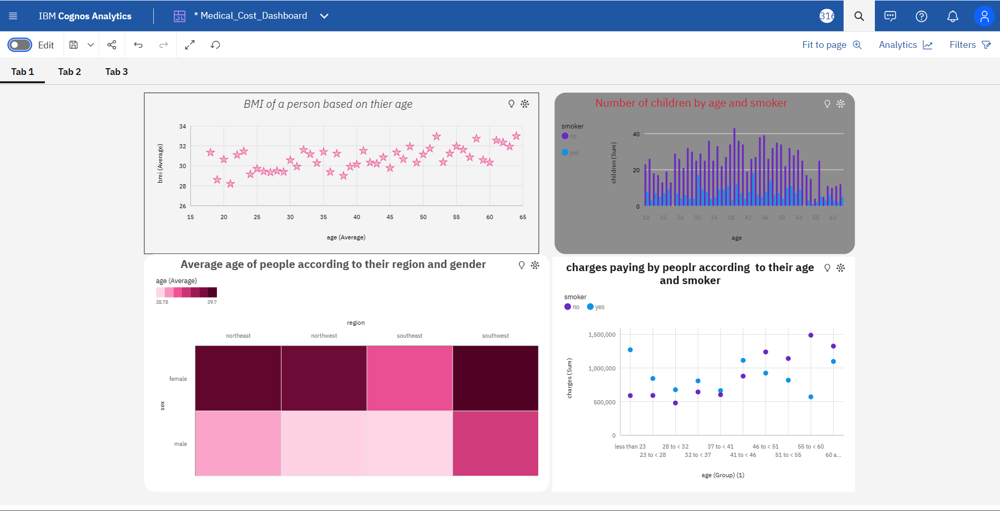 IBM Cognos Analytics
* Medical_Cost_Dashboard
316
Edit
Fit to page
Analytics
Filters
Tab 1
Tab 2
Tab 3
BMI of a person based on thier age
bmi (Average)
34
32
30
28
26
15 20 25 30 35 40 45 50 55 60 65
age (Average)
Number of children by age and smoker
smoker
no
yes
children (Sum)
40
20
0
18 22 26 30 34 38 42 46 50 54 58 62
age
Average age of people according to their region and gender
age (Average)
38.78 39.7
region
northeast northwest southeast southwest
sex
female
male
charges paying by peoplr according  to their age
and smoker
smoker
no yes
charges (Sum)
1,500,000
1,000,000
500,000
0
less than 23 28 to < 32 37 to < 41 46 to < 51 55 to < 60
23 to < 28 32 to < 37 41 to < 46 51 to < 55 60 a...
age (Group) (1)